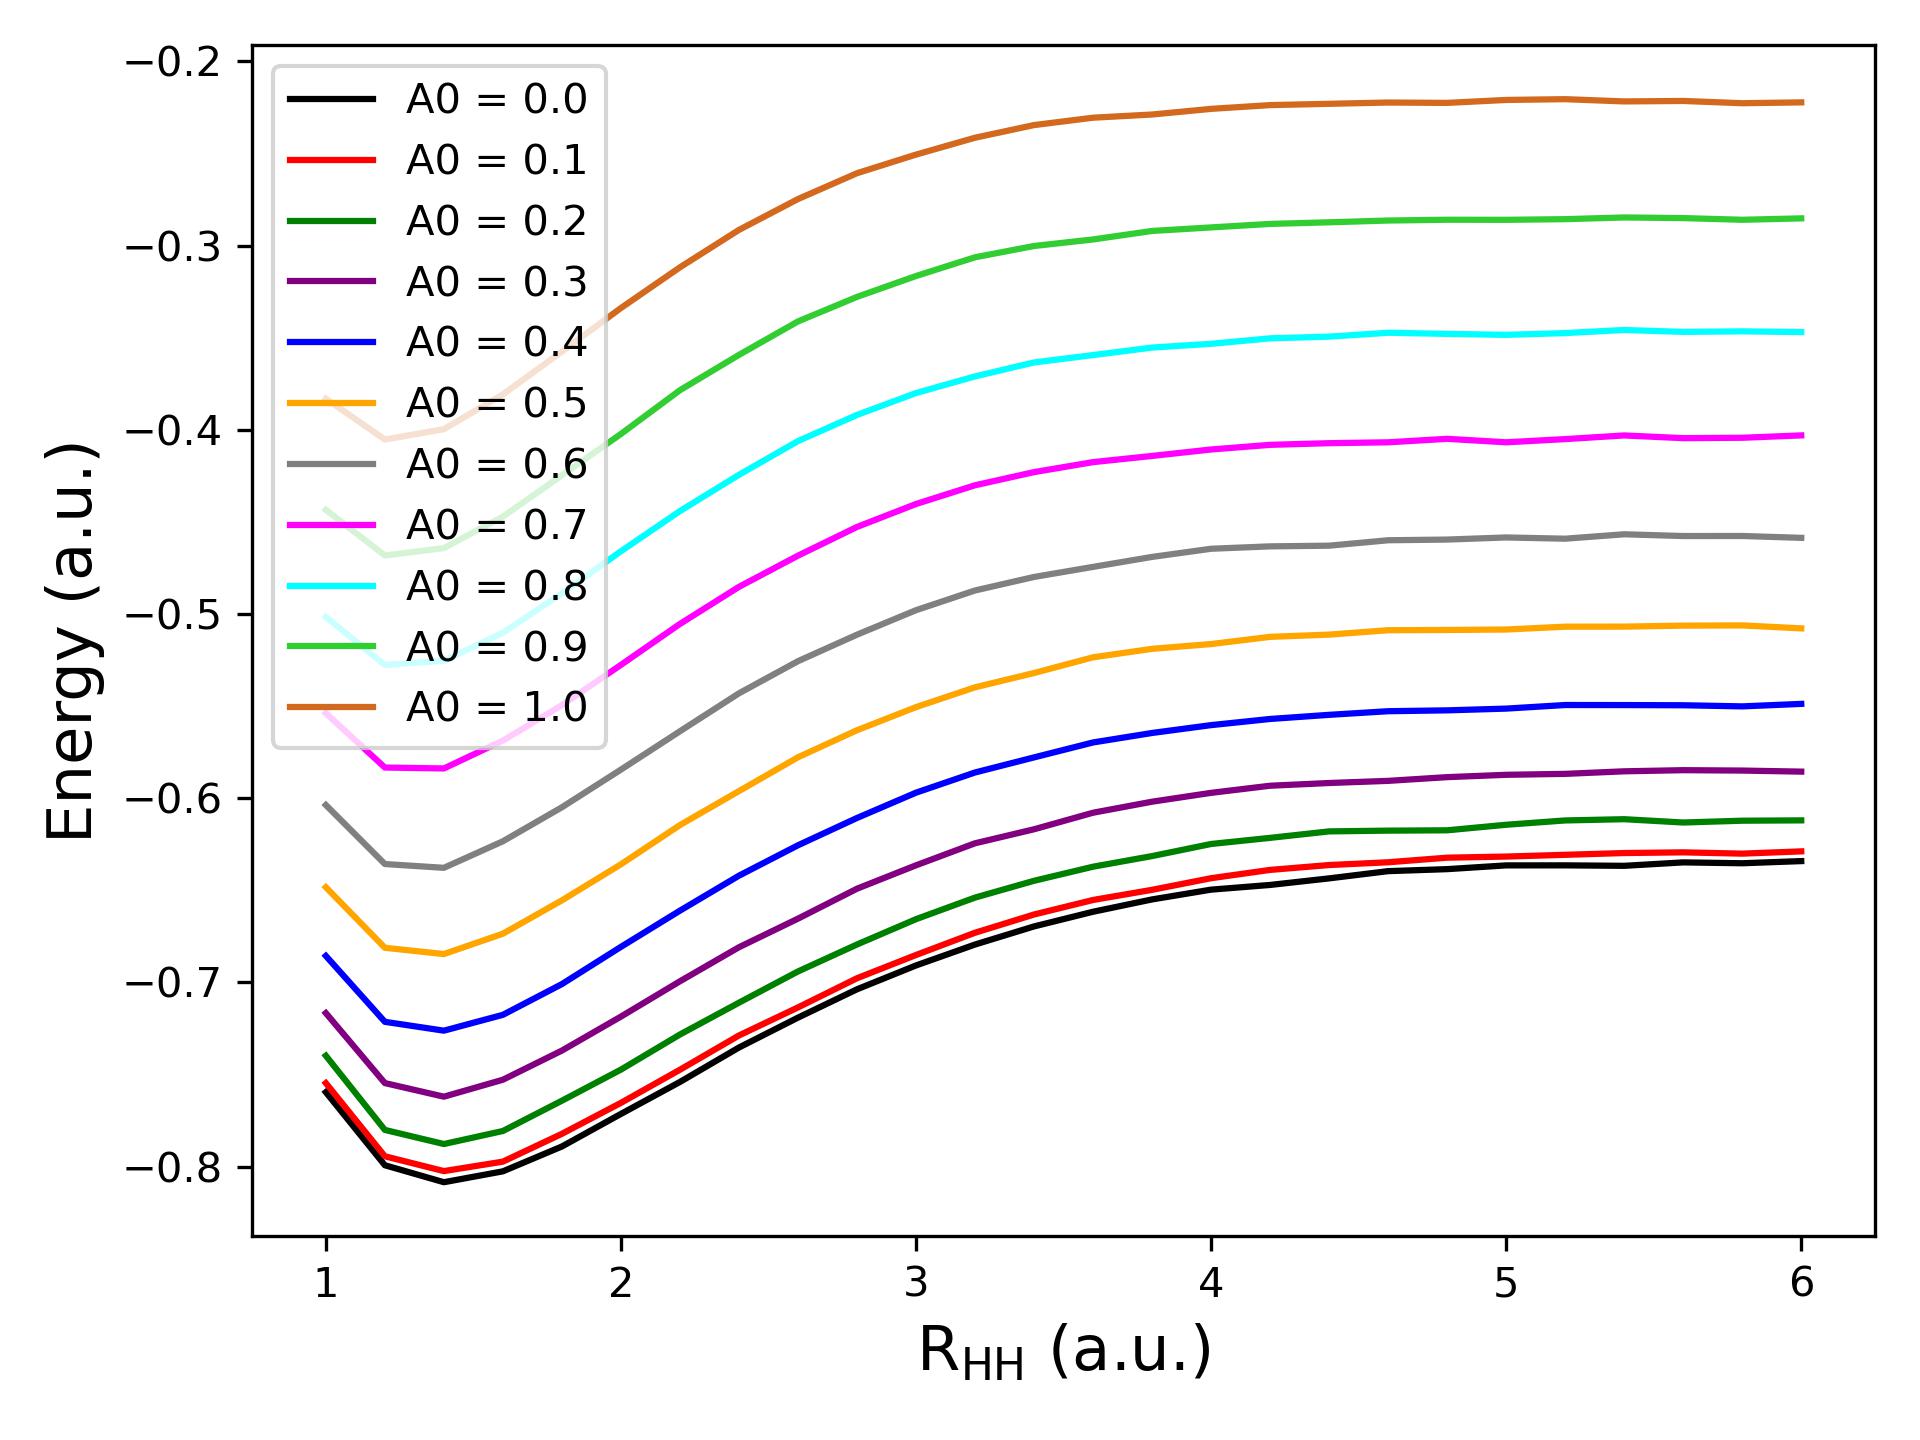 −0.2
−0.3
−0.4
−0.5
−0.6
−0.7
−0.8
Energy (a.u.)
A0 = 0.0
A0 = 0.1
A0 = 0.2
A0 = 0.3
A0 = 0.4
A0 = 0.5
A0 = 0.6
A0 = 0.7
A0 = 0.8
A0 = 0.9
A0 = 1.0
1 2 3 4 5 6
R_HH (a.u.)